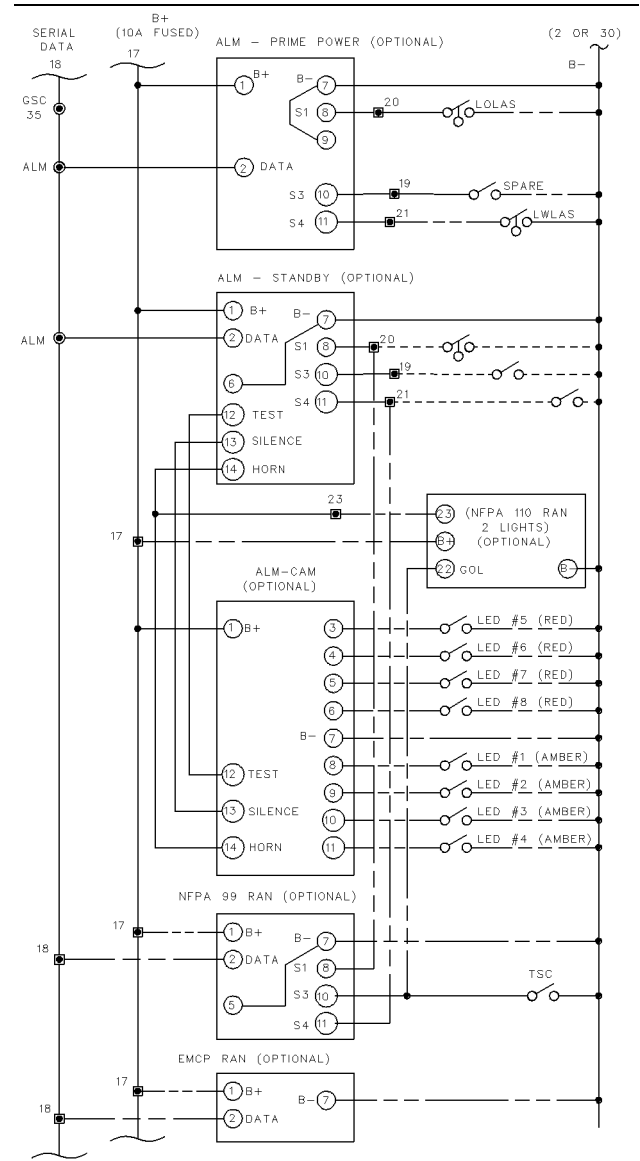 B+
SERIAL DATA
(10A FUSED)
ALM – PRIME POWER (OPTIONAL)
(2 OR 30)
18
17
B–
1 B+
B– 7
GSC 35
S1 8
20
LOLAS
9
ALM
2 DATA
S3 10
19
SPARE
S4 11
21
LWLAS
ALM – STANDBY (OPTIONAL)
1 B+
B– 7
ALM
2 DATA
S1 8
20
6
S3 10
19
S4 11
21
12 TEST
13 SILENCE
14 HORN
23
23 (NFPA 110 RAN
2 LIGHTS)
(OPTIONAL)
17
B+
22 GOL
B–
ALM-CAM
(OPTIONAL)
1 B+
3
LED #5 (RED)
4
LED #6 (RED)
5
LED #7 (RED)
6
LED #8 (RED)
B– 7
8
LED #1 (AMBER)
12 TEST
9
LED #2 (AMBER)
13 SILENCE
10
LED #3 (AMBER)
14 HORN
11
LED #4 (AMBER)
NFPA 99 RAN (OPTIONAL)
17
1 B+
B– 7
18
2 DATA
S1 8
5
S3 10
TSC
S4 11
EMCP RAN (OPTIONAL)
17
1 B+
B– 7
18
2 DATA